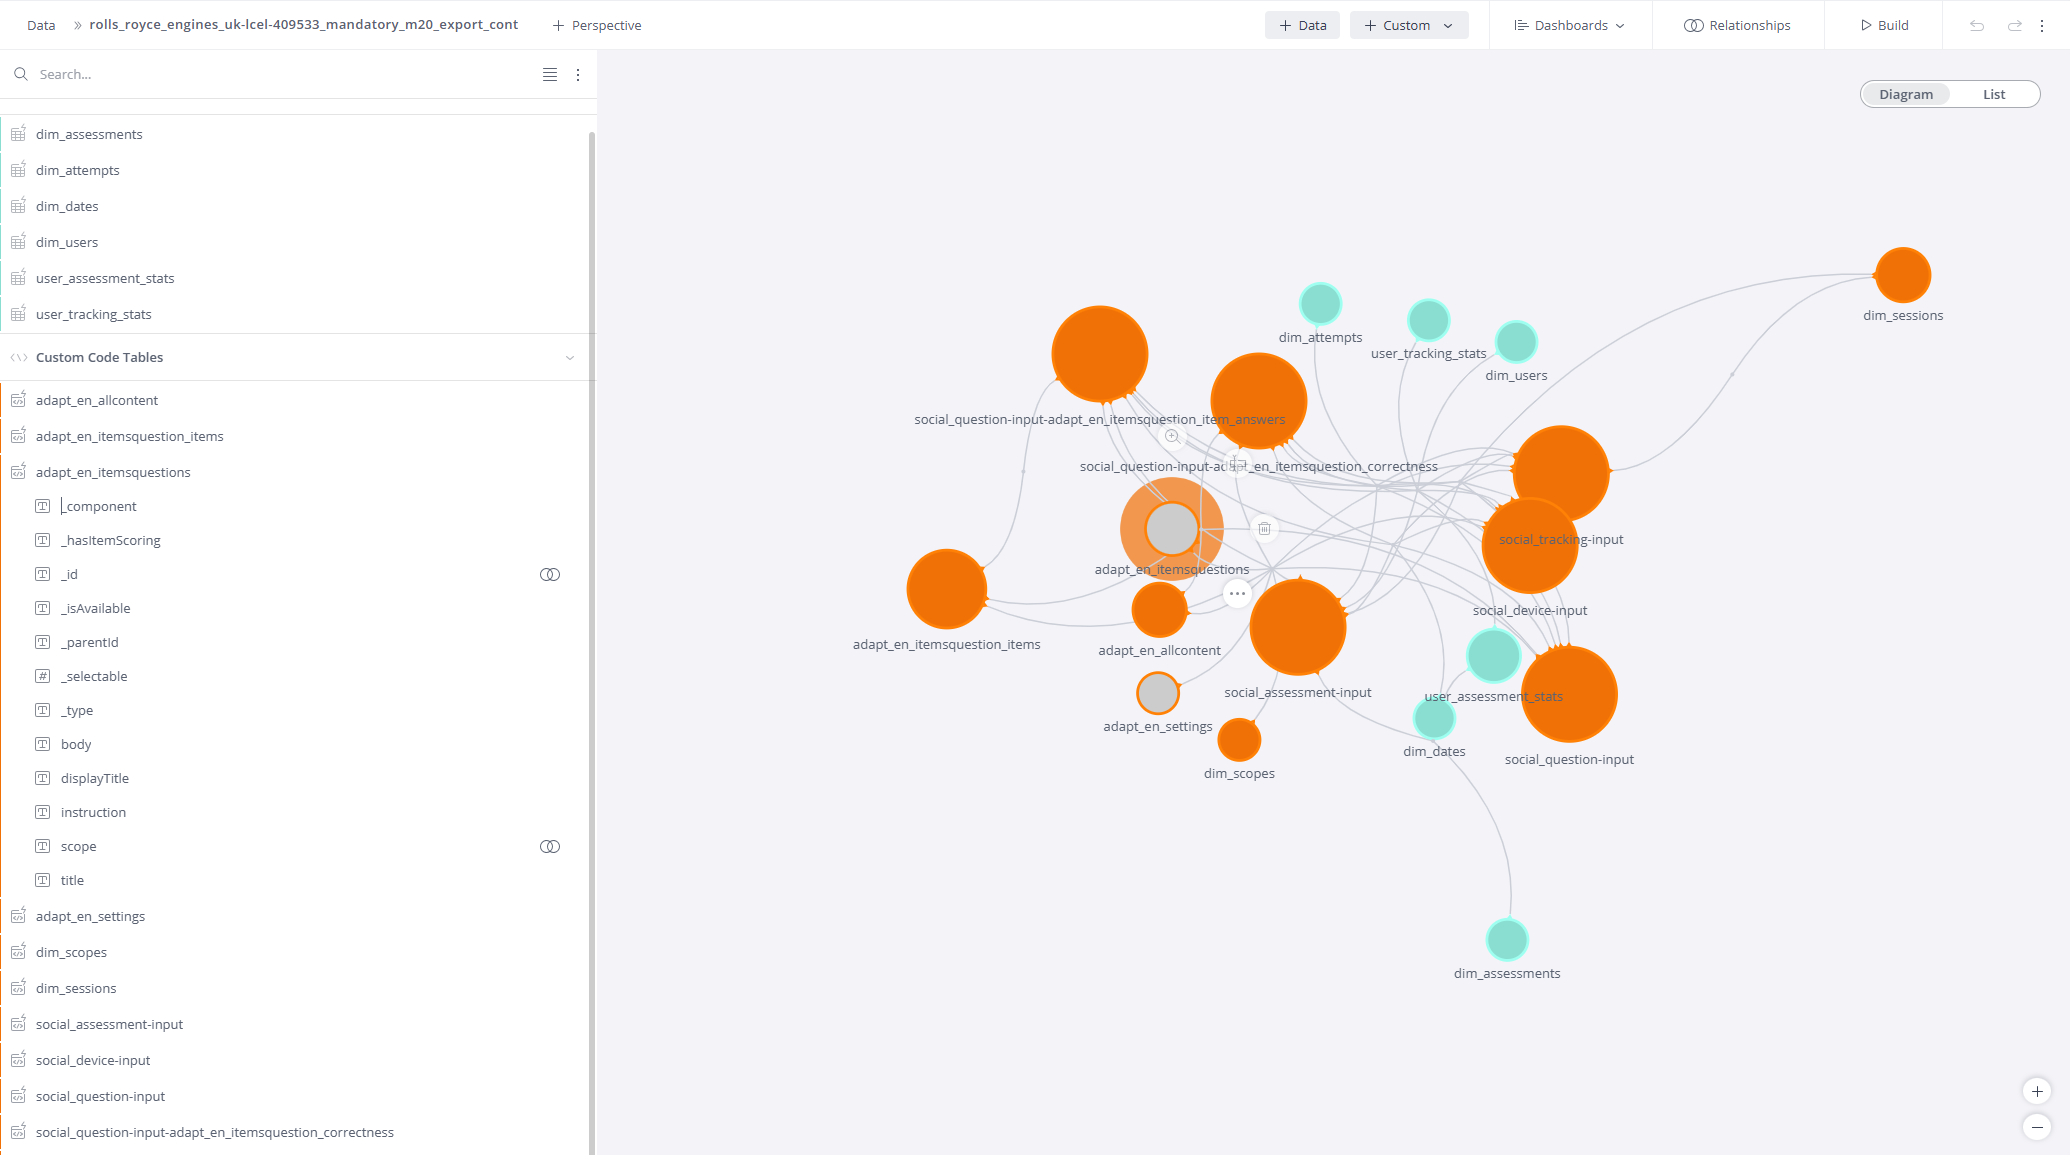 Data » rolls_royce_engines_uk-lcel-409533_mandatory_m20_export_cont + Perspective + Data + Custom Dashboards Relationships Build
Search...
Diagram List
dim_assessments
dim_attempts
dim_dates
dim_users
user_assessment_stats
user_tracking_stats
Custom Code Tables
adapt_en_allcontent
adapt_en_itemsquestion_items
adapt_en_itemsquestions
_component
_hasItemScoring
_id
_isAvailable
_parentId
_selectable
_type
body
displayTitle
instruction
scope
title
adapt_en_settings
dim_scopes
dim_sessions
social_assessment-input
social_device-input
social_question-input
social_question-input-adapt_en_itemsquestion_correctness
dim_sessions
dim_attempts
user_tracking_stats
dim_users
social_question-input-adapt_en_itemsquestion_item_answers
social_question-input-adapt_en_itemsquestion_correctness
social_tracking-input
adapt_en_itemsquestions
social_device-input
adapt_en_itemsquestion_items
adapt_en_allcontent
social_assessment-input
user_assessment_stats
adapt_en_settings
dim_dates
social_question-input
dim_scopes
dim_assessments